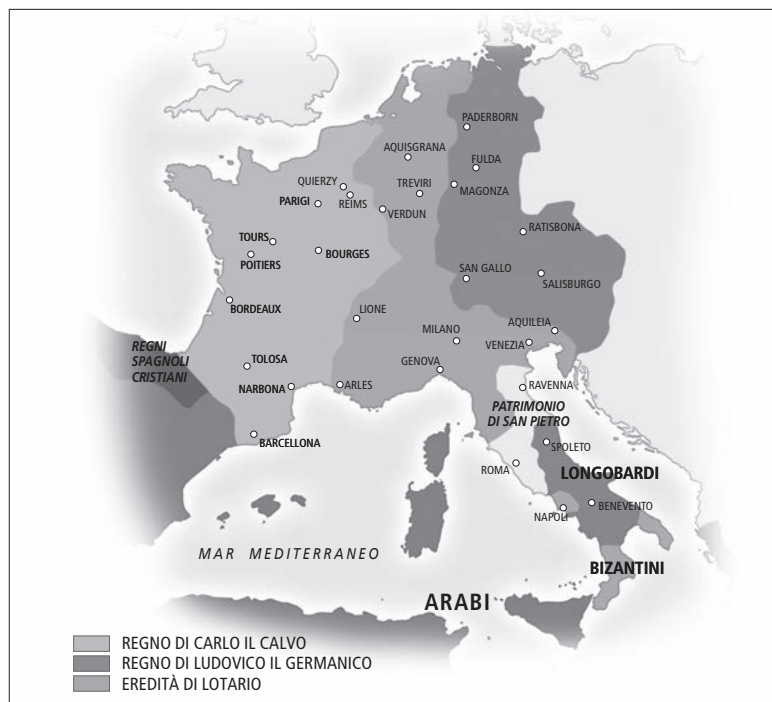 PADERBORN
AQUISGRANA
FULDA
QUIERZY
TREVIRI
MAGONZA
PARIGI
REIMS
VERDUN
RATISBONA
TOURS
BOURGES
POITIERS
SAN GALLO
SALISBURGO
BORDEAUX
LIONE
MILANO
AQUILEIA
VENEZIA
REGNI
SPAGNOLI
CRISTIANI
TOLOSA
GENOVA
NARBONA
ARLES
RAVENNA
PATRIMONIO
DI SAN PIETRO
BARCELLONA
SPOLETO
ROMA
LONGOBARDI
NAPOLI
BENEVENTO
MAR MEDITERRANEO
BIZANTINI
ARABI
REGNO DI CARLO IL CALVO
REGNO DI LUDOVICO IL GERMANICO
EREDITÀ DI LOTARIO